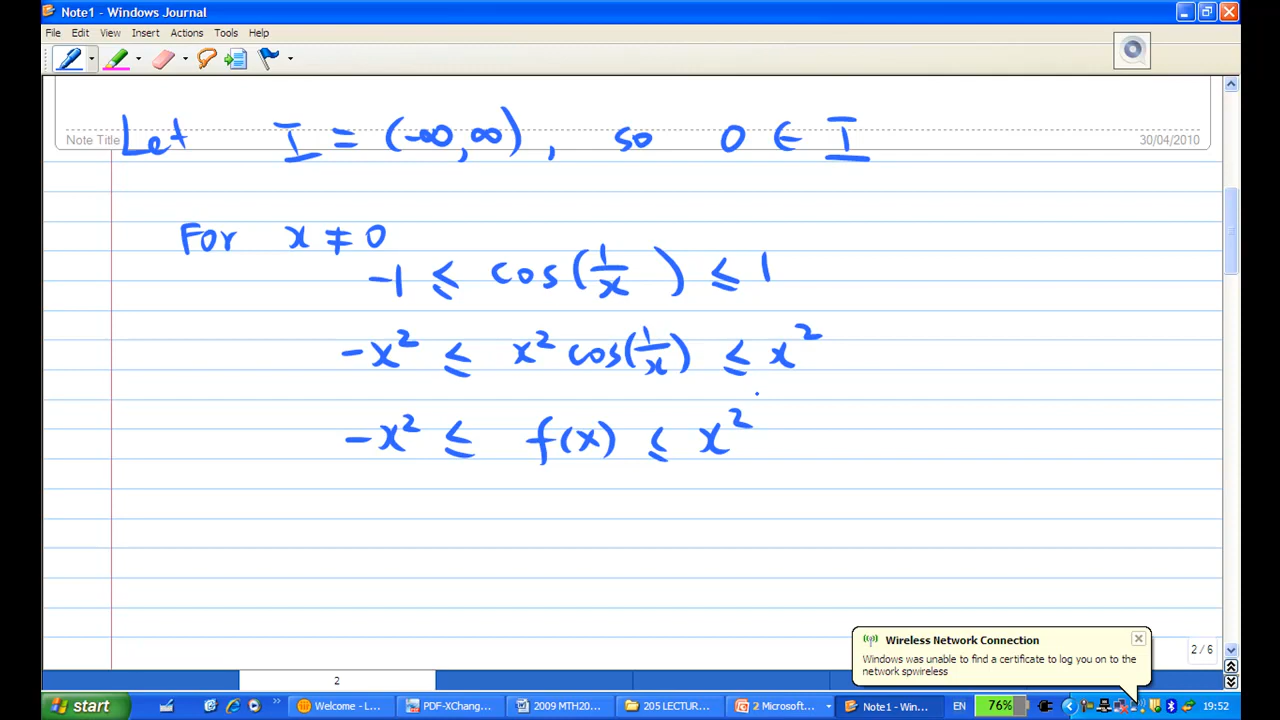 Note1 - Windows Journal
File Edit View Insert Actions Tools Help
Let I = (-∞, ∞), so 0 ∈ I
Note Title 30/04/2010
For x ≠ 0
-1 ≤ cos(1/x) ≤ 1
-x² ≤ x² cos(1/x) ≤ x²
-x² ≤ f(x) ≤ x²
Wireless Network Connection
Windows was unable to find a certificate to log you on to the
network spwireless
2 / 6
2
start Welcome - L... PDF-XChang... 2009 MTH20... 205 LECTUR... 2 Microsof... Note1 - Win... EN 76% 19:52